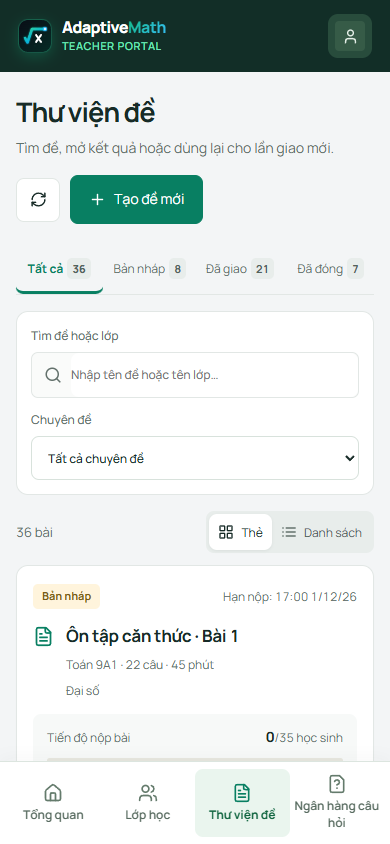 AdaptiveMath
TEACHER PORTAL
Thư viện đề
Tìm đề, mở kết quả hoặc dùng lại cho lần giao mới.
Tạo đề mới
Tất cả 36 Bản nháp 8 Đã giao 21 Đã đóng 7
Tìm đề hoặc lớp
Nhập tên đề hoặc tên lớp...
Chuyên đề
Tất cả chuyên đề
36 bài Thẻ Danh sách
Bản nháp Hạn nộp: 17:00 1/12/26
Ôn tập căn thức · Bài 1
Toán 9A1 · 22 câu · 45 phút
Đại số
Tiến độ nộp bài 0/35 học sinh
Tổng quan Lớp học Thư viện đề Ngân hàng câu hỏi